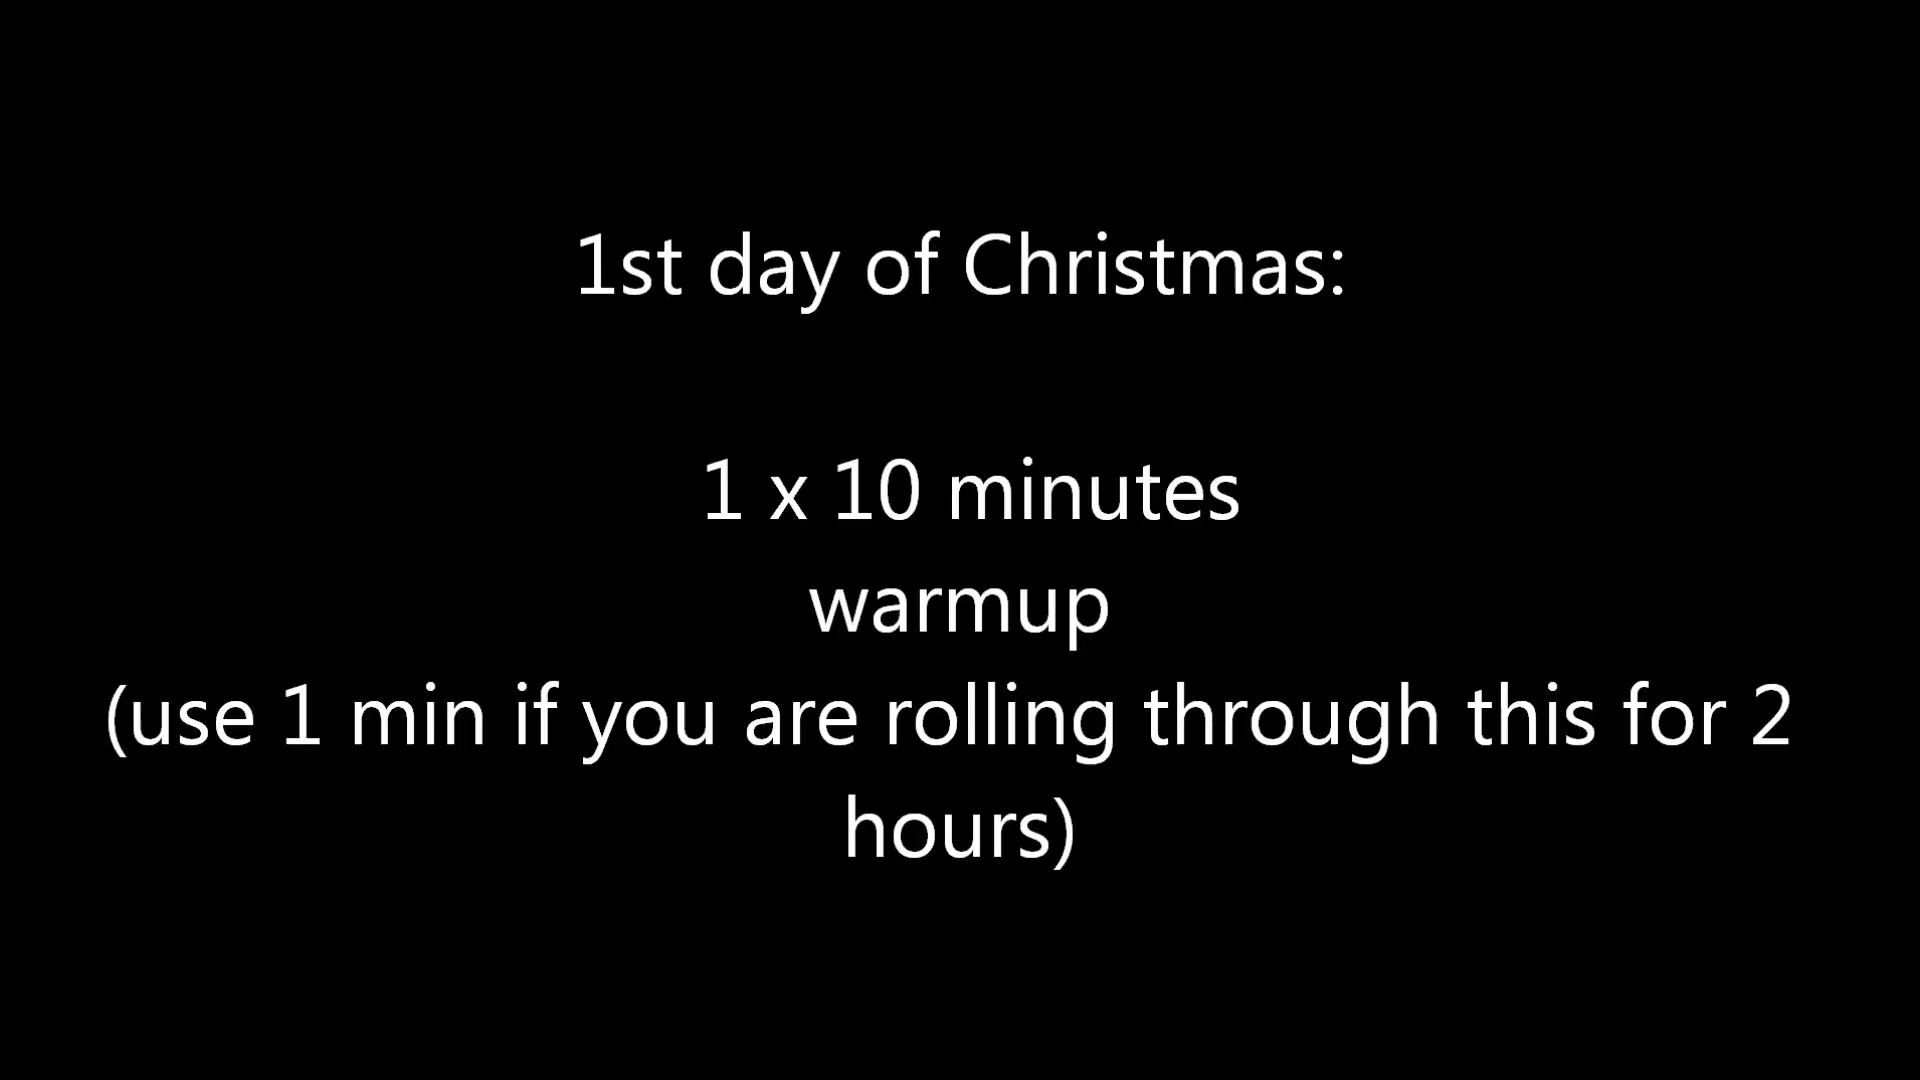 1st day of Christmas:
1 x 10 minutes
warmup
(use 1 min if you are rolling through this for 2
hours)